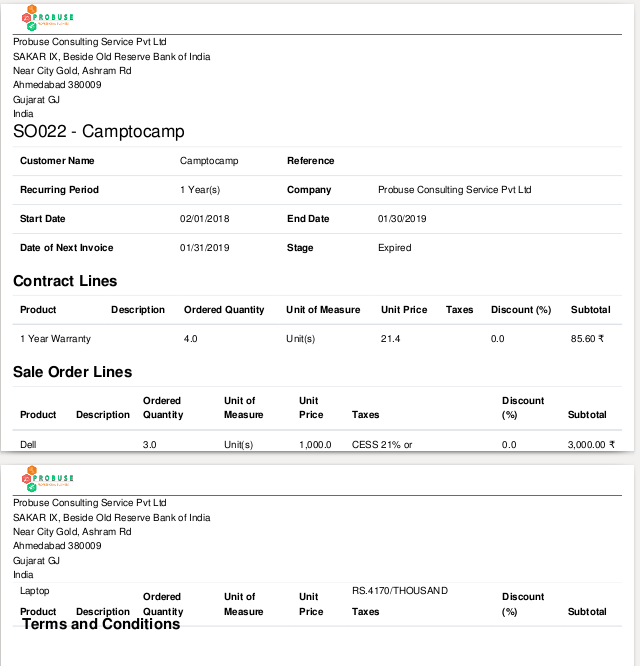 PROBUSE
Probuse Consulting Service Pvt Ltd
SAKAR IX, Beside Old Reserve Bank of India
Near City Gold, Ashram Rd
Ahmedabad 380009
Gujarat GJ
India
SO022 - Camptocamp
Customer Name Camptocamp Reference
Recurring Period 1 Year(s) Company Probuse Consulting Service Pvt Ltd
Start Date 02/01/2018 End Date 01/30/2019
Date of Next Invoice 01/31/2019 Stage Expired
Contract Lines
Product Description Ordered Quantity Unit of Measure Unit Price Taxes Discount (%) Subtotal
1 Year Warranty 4.0 Unit(s) 21.4 0.0 85.60 ₹
Sale Order Lines
Ordered Unit of Unit Discount
Product Description Quantity Measure Price Taxes (%) Subtotal
Dell 3.0 Unit(s) 1,000.0 CESS 21% or 0.0 3,000.00 ₹
PROBUSE
Probuse Consulting Service Pvt Ltd
SAKAR IX, Beside Old Reserve Bank of India
Near City Gold, Ashram Rd
Ahmedabad 380009
Gujarat GJ
India
Laptop RS.4170/THOUSAND
Ordered Unit of Unit Discount
Product Description Quantity Measure Price Taxes (%) Subtotal
Terms and Conditions